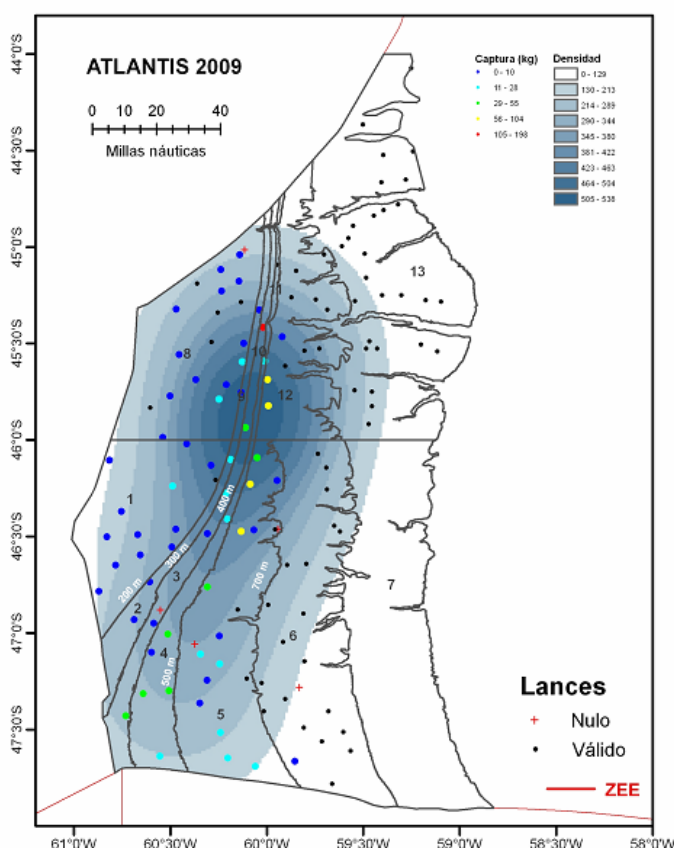 ATLANTIS 2009
0 10 20 40
Millas náuticas
Captura (kg)
0 - 10
11 - 28
29 - 55
56 - 104
105 - 198
Densidad
0 - 129
130 - 213
214 - 289
290 - 344
345 - 380
381 - 422
423 - 463
464 - 504
505 - 538
44°0'S
44°30'S
45°0'S
45°30'S
46°0'S
46°30'S
47°0'S
47°30'S
13
11
8
10
9
12
1
400 m
300 m
200 m
3
2
700 m
7
4
6
500 m
5
Lances
Nulo
Válido
ZEE
61°0'W
60°30'W
60°0'W
59°30'W
59°0'W
58°30'W
58°0'W